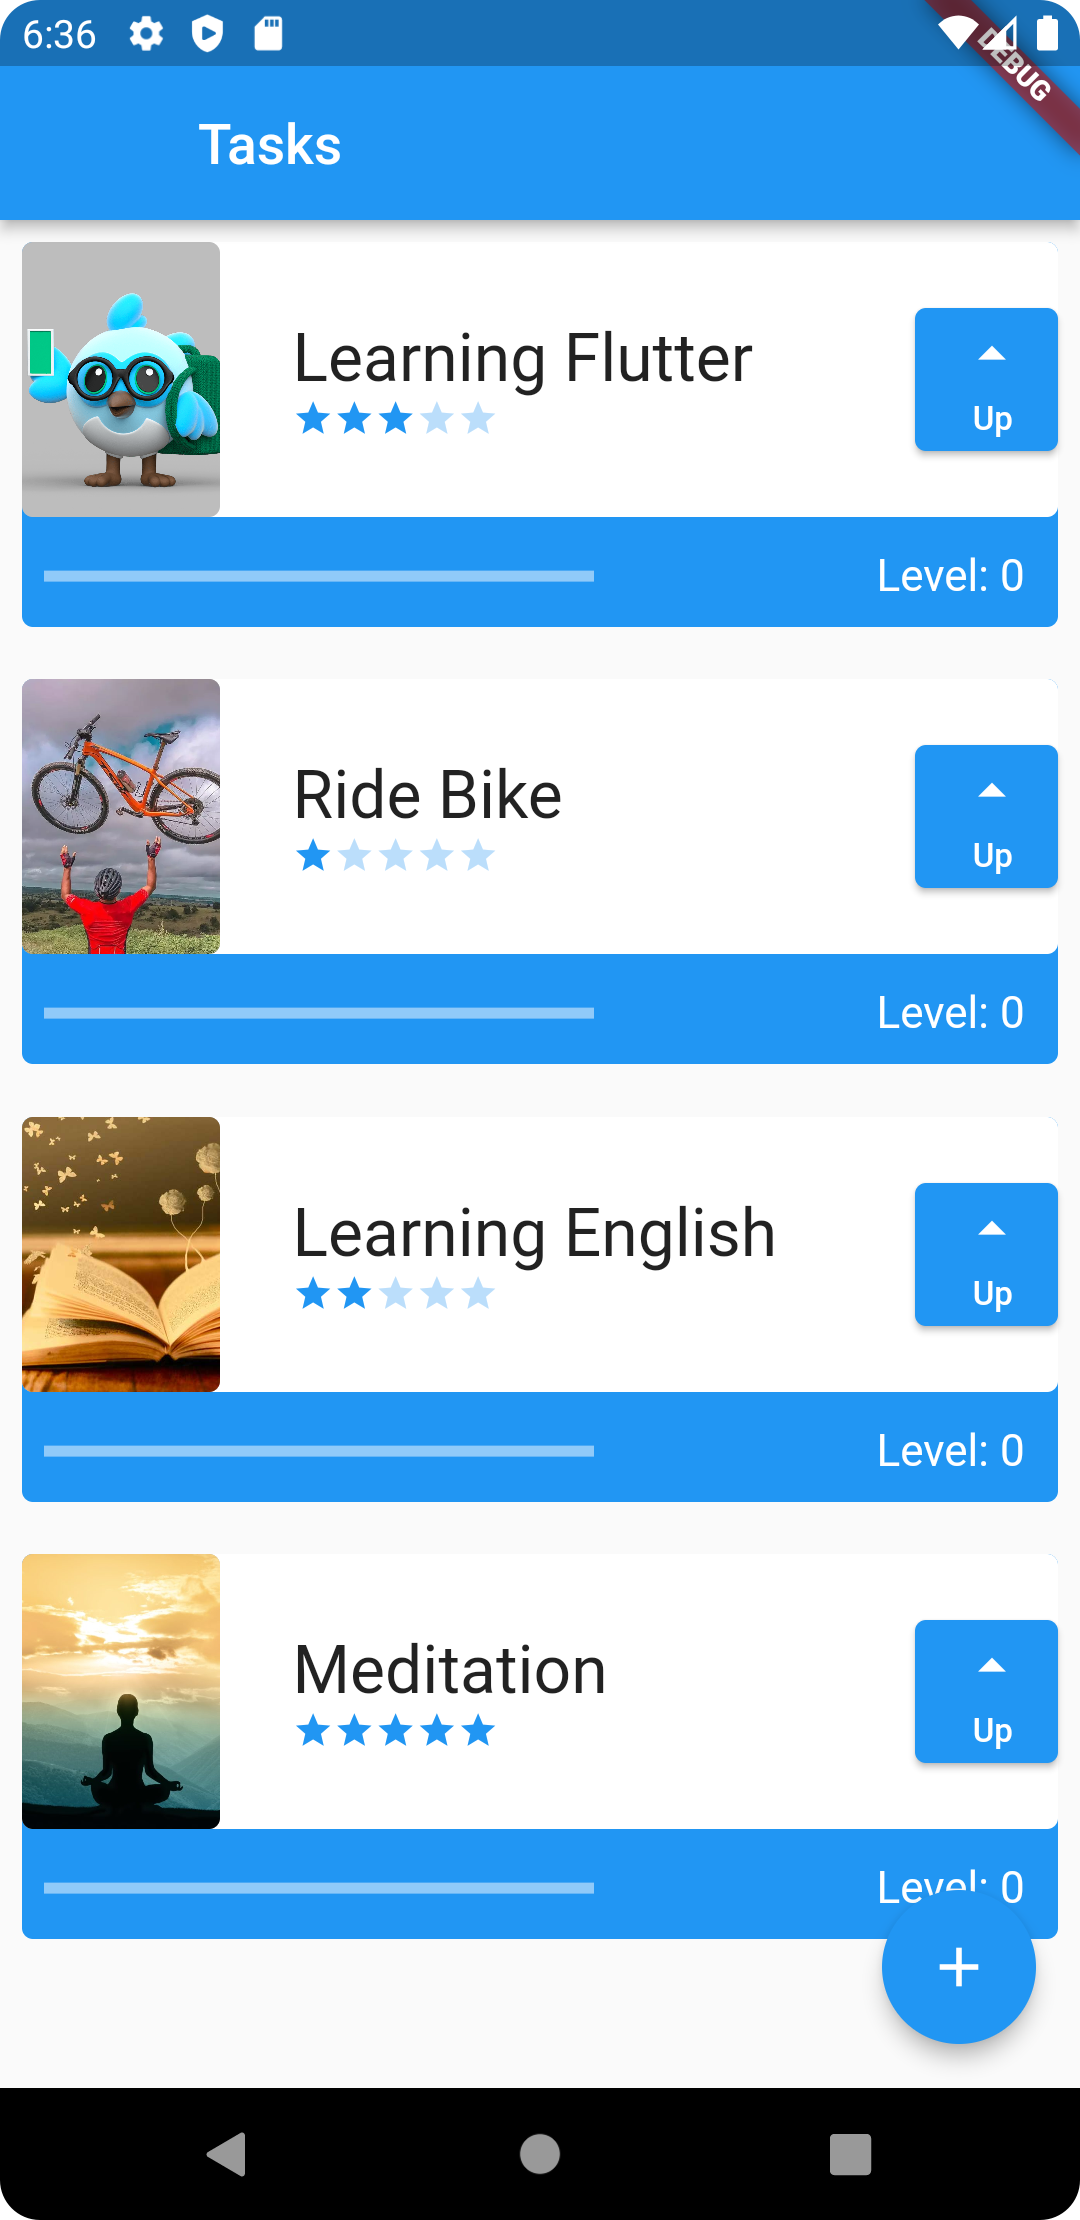 6:36
DEBUG
Tasks
Learning Flutter
Up
Level: 0
Ride Bike
Up
Level: 0
Learning English
Up
Level: 0
Meditation
Up
Level: 0